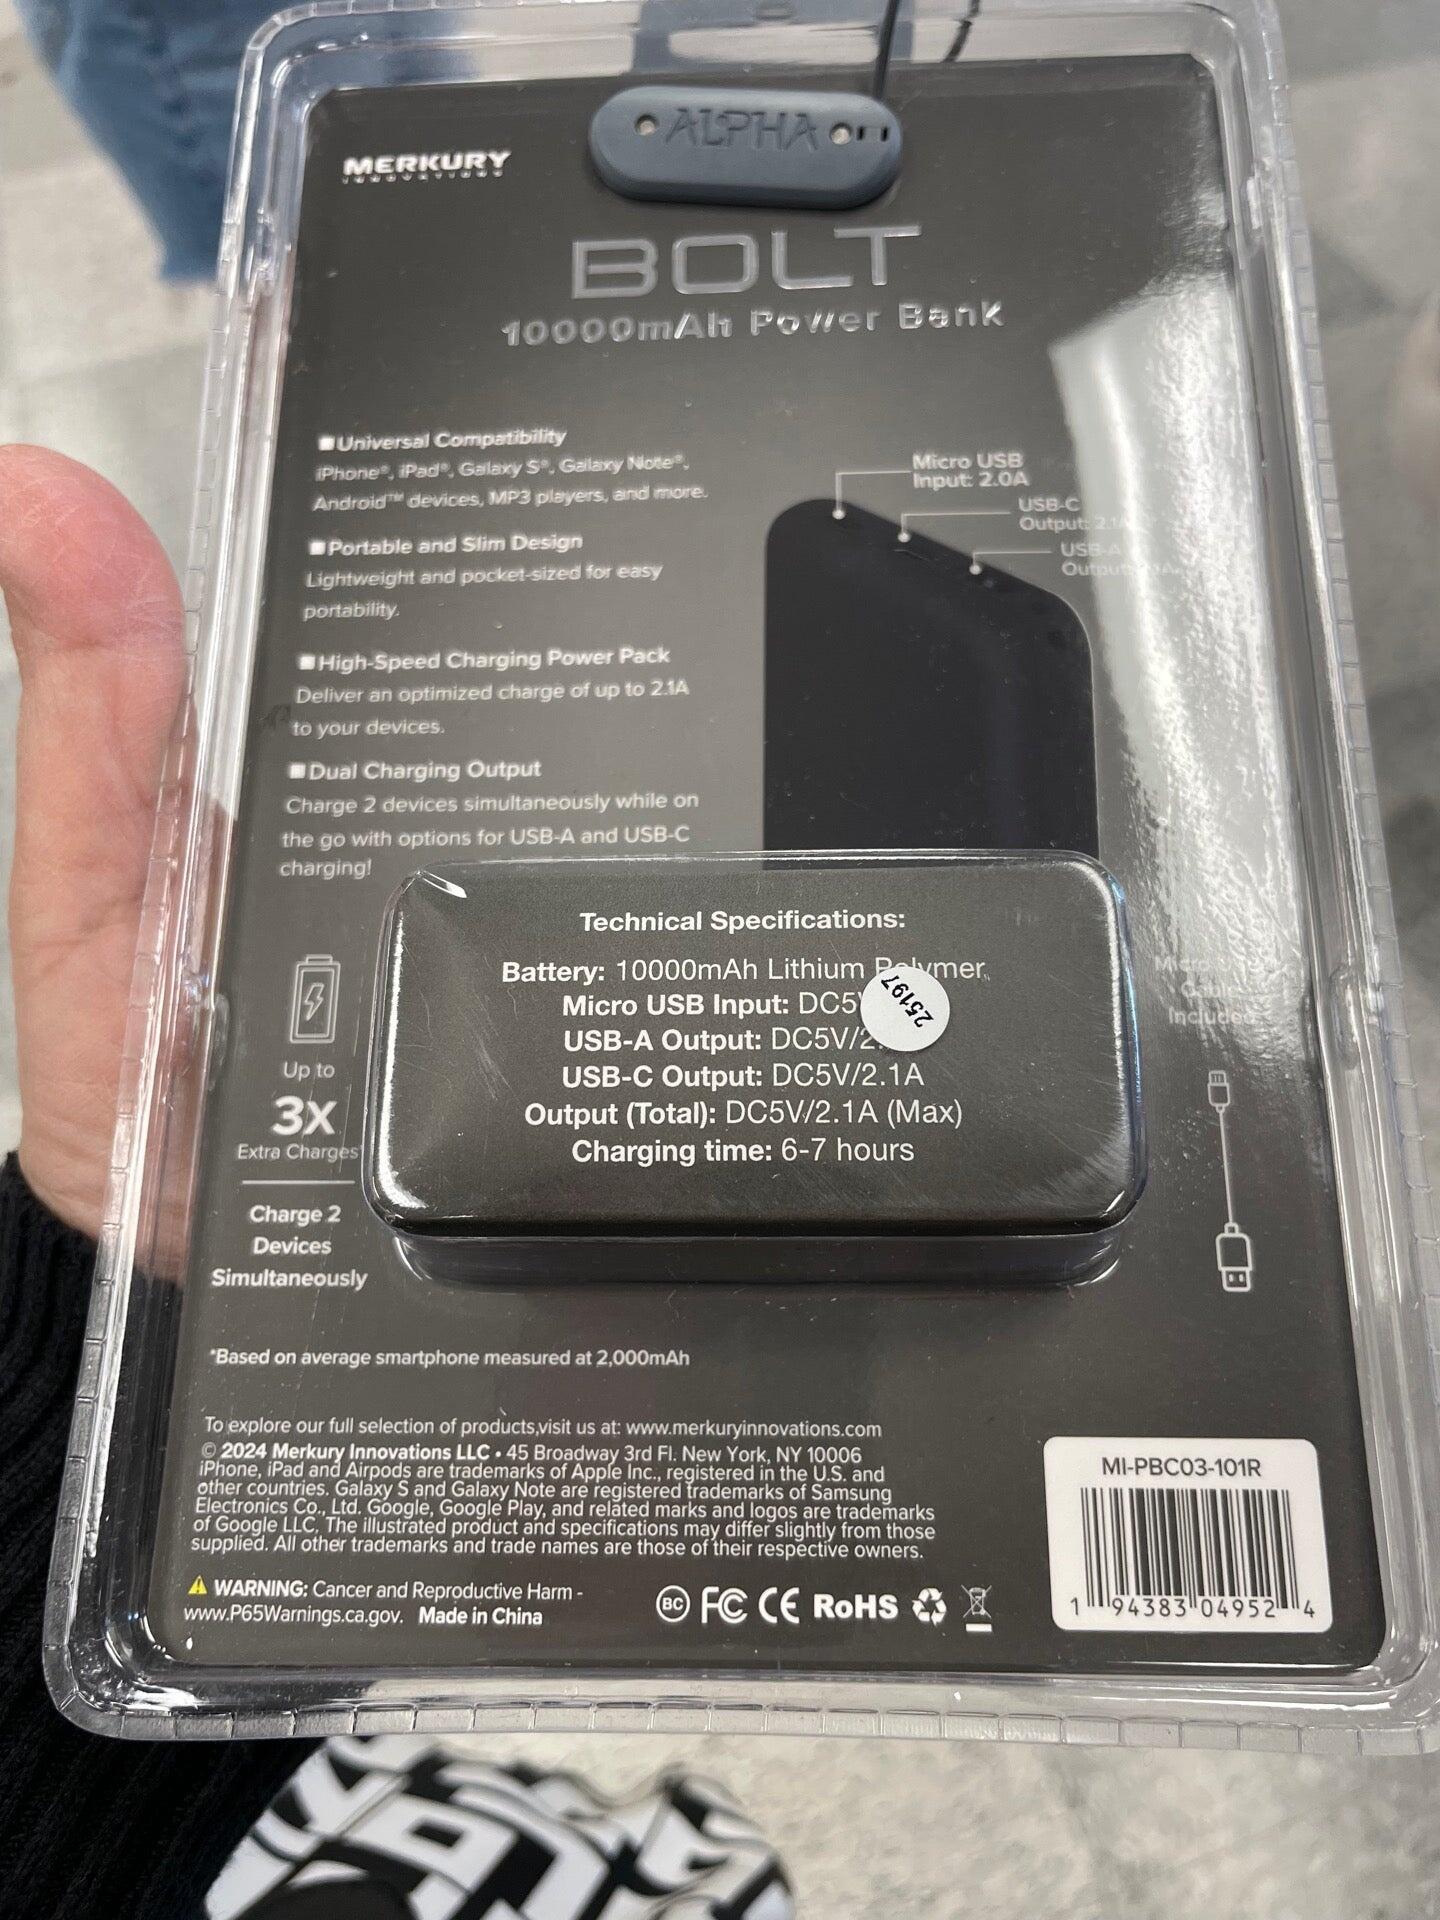 ALPHA
MERKURY
INNOVATIONS
BOLT
10000mAh Power Bank
Universal Compatibility
iPhone®, iPad®, Galaxy S®, Galaxy Note®,
Android™ devices, MP3 players, and more.
Portable and Slim Design
Lightweight and pocket-sized for easy
portability.
High-Speed Charging Power Pack
Deliver an optimized charge of up to 2.1A
to your devices.
Dual Charging Output
Charge 2 devices simultaneously while on
the go with options for USB-A and USB-C
charging!
Micro USB
Input: 2.0A
USB-C
Output: 2.1A
USB-A
Output:
Technical Specifications:
Battery: 10000mAh Lithium Polymer
Micro USB Input: DC5V
USB-A Output: DC5V/2.
USB-C Output: DC5V/2.1A
Output (Total): DC5V/2.1A (Max)
Charging time: 6-7 hours
25197
Up to
3X
Extra Charges*
Charge 2
Devices
Simultaneously
Micro
Cable
Included
*Based on average smartphone measured at 2,000mAh
To explore our full selection of products,visit us at: www.merkuryinnovations.com
© 2024 Merkury Innovations LLC • 45 Broadway 3rd Fl. New York, NY 10006
iPhone, iPad and Airpods are trademarks of Apple Inc., registered in the U.S. and
other countries. Galaxy S and Galaxy Note are registered trademarks of Samsung
Electronics Co., Ltd. Google, Google Play, and related marks and logos are trademarks
of Google LLC. The illustrated product and specifications may differ slightly from those
supplied. All other trademarks and trade names are those of their respective owners.
WARNING: Cancer and Reproductive Harm -
www.P65Warnings.ca.gov. Made in China
BC FC CE RoHS
MI-PBC03-101R
1 94383 04952 4